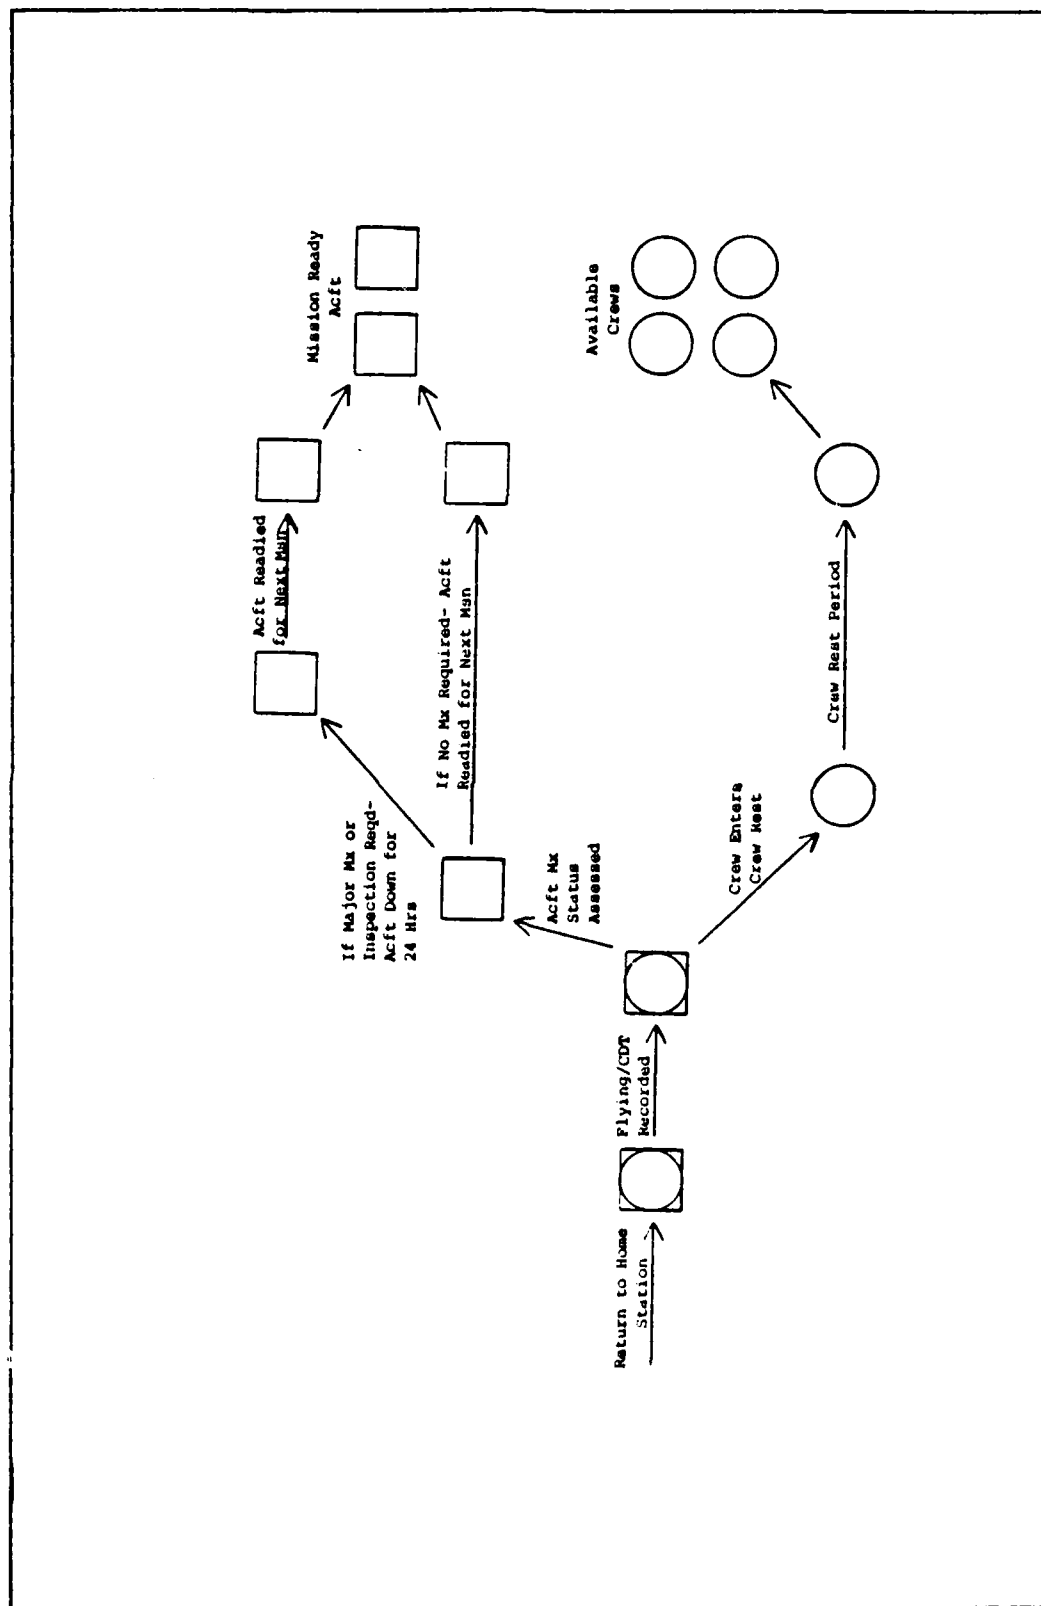 Return to Home
Station
Flying/CDT
Recorded
Acft Mx
Status
Assessed
If Major Mx or
Inspection Reqd-
Acft Down for
24 Hrs
Acft Readied
for Next Msn
If No Mx Required- Acft
Readied for Next Msn
Mission Ready
Acft
Crew Enters
Crew Rest
Crew Rest Period
Available
Crews